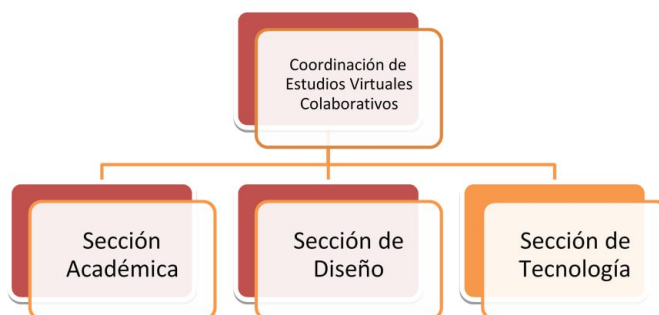 Coordinación de
Estudios Virtuales
Colaborativos
Sección
Académica
Sección de
Diseño
Sección de
Tecnología